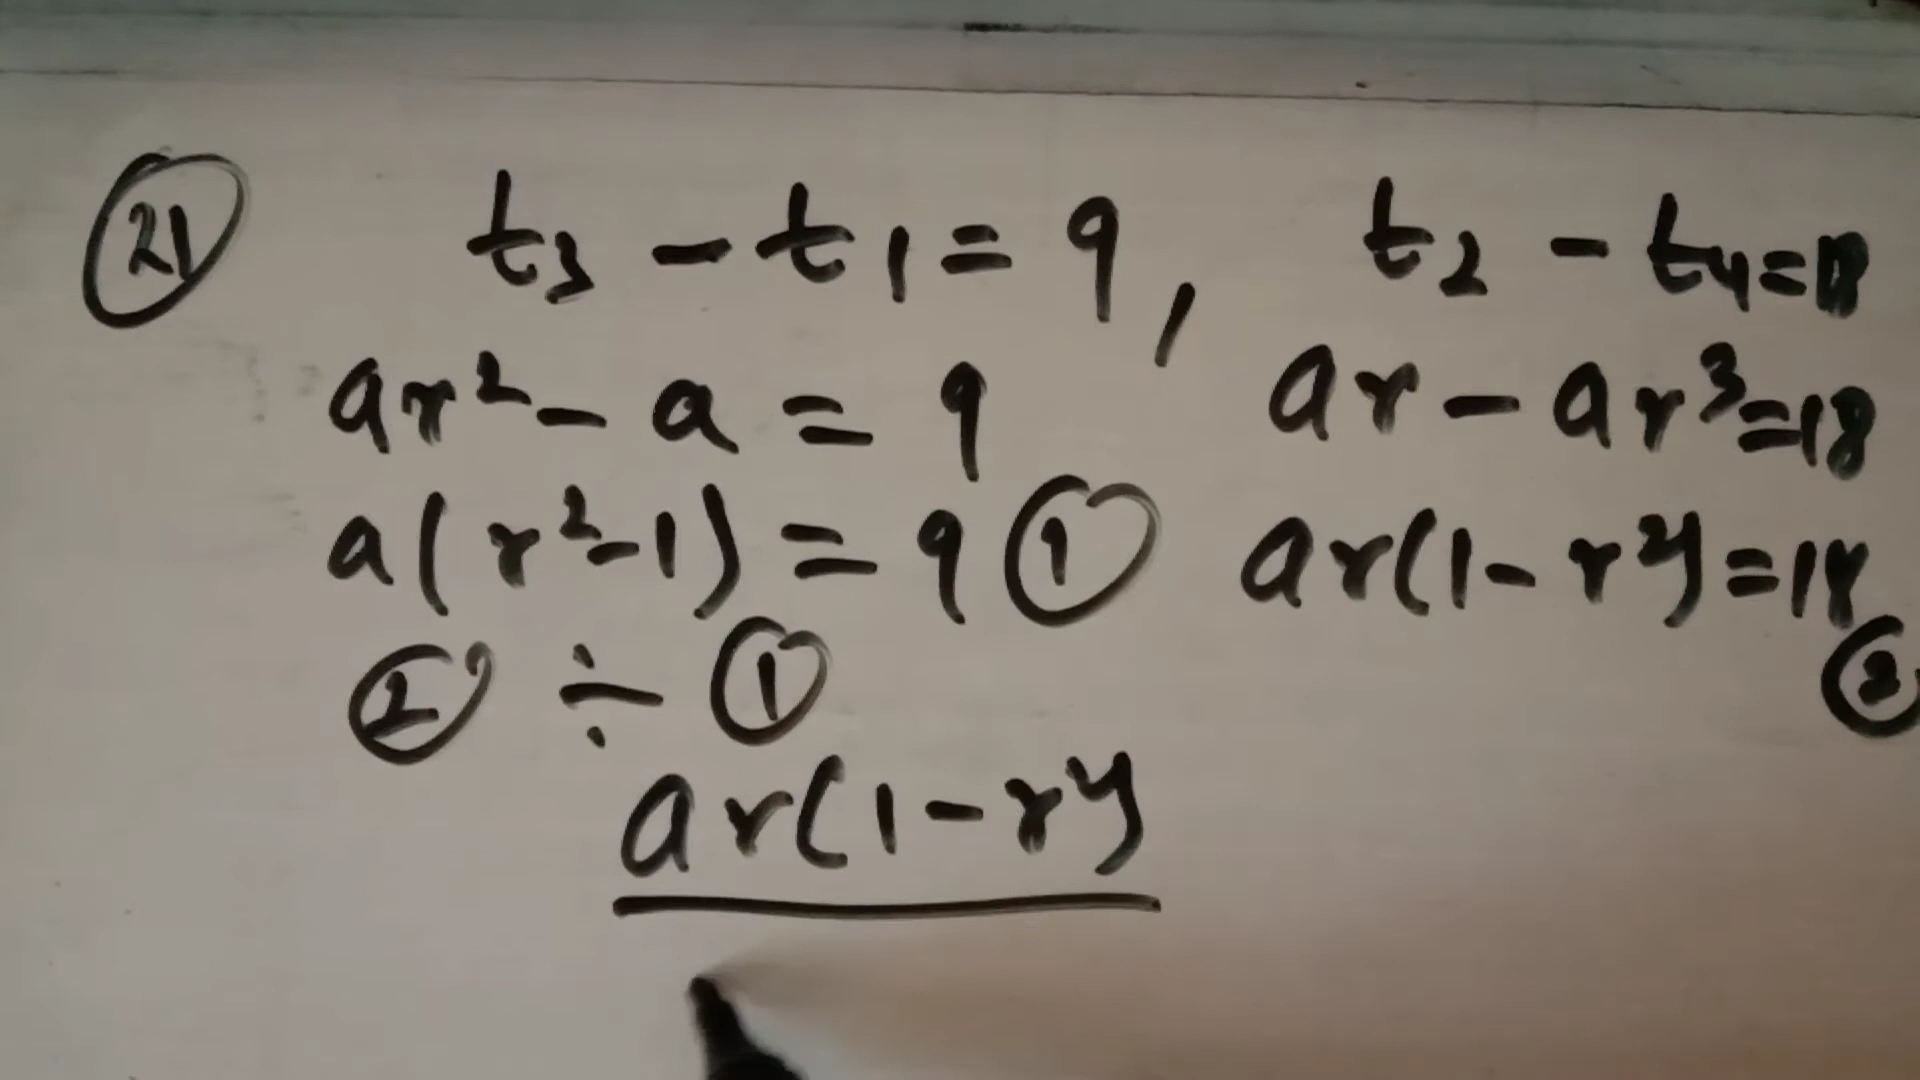 (21) t₃ - t₁ = 9, t₂ - t₄ = 18
ar² - a = 9 ar - ar³ = 18
a(r² - 1) = 9 (1) ar(1 - r²) = 18
(2) ÷ (1) (2)
ar(1 - r²)